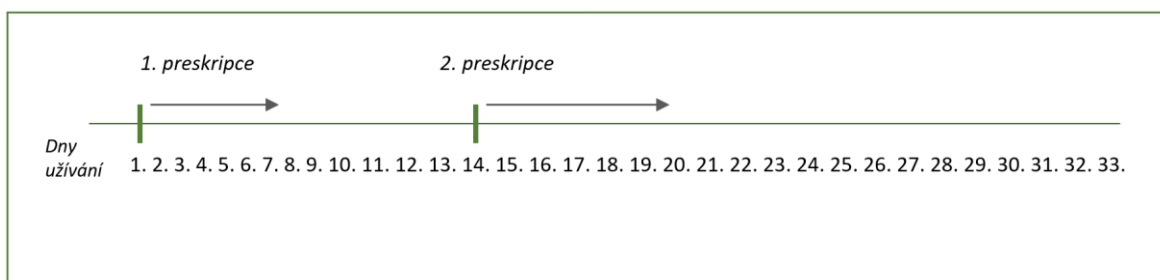 1. preskripce 2. preskripce
Dny
užívání 1. 2. 3. 4. 5. 6. 7. 8. 9. 10. 11. 12. 13. 14. 15. 16. 17. 18. 19. 20. 21. 22. 23. 24. 25. 26. 27. 28. 29. 30. 31. 32. 33.